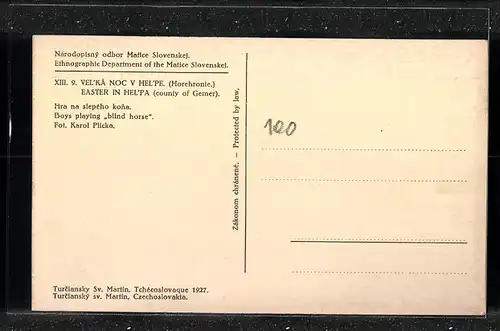 Národopisný odbor Matice Slovenskej.
Ethnographic Department of the Matice Slovenskej.
XIII. 9. VEĽKÁ NOC V HEĽPE. (Horehronie.)
EASTER IN HEĽPA (county of Gemer).
Hra na slepého koňa.
Boys playing „blind horse".
Fot. Karol Plicka.
Zákonom chránené. — Protected by law.
100
Turčiansky Sv. Martin, Tchéeoslovaque 1927.
Turčianský sv. Martin, Czechoslovakia.